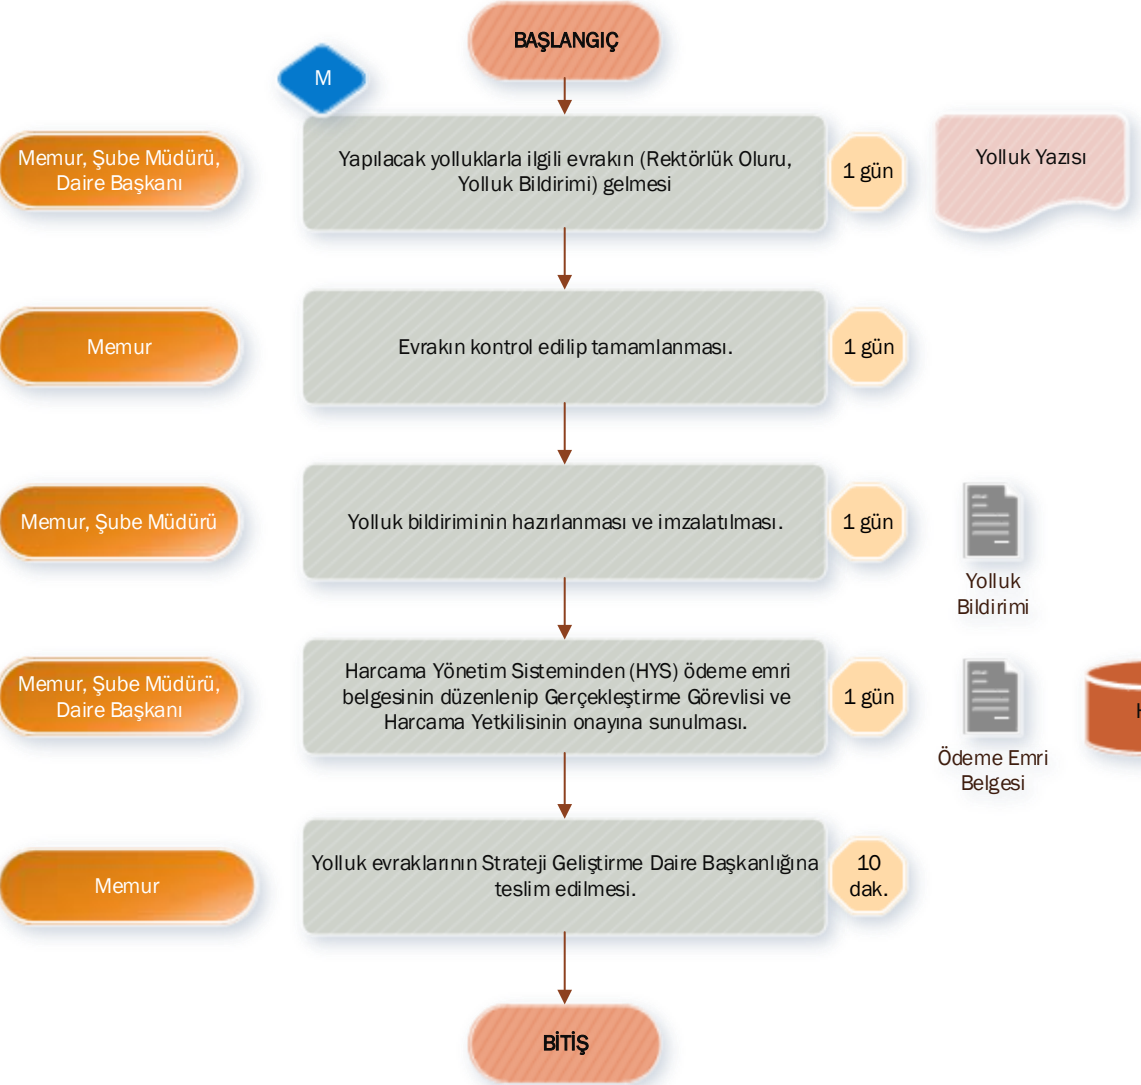 BAŞLANGIÇ
M
Memur, Şube Müdürü,
Daire Başkanı
Yapılacak yolluklarla ilgili evrakın (Rektörlük Oluru,
Yolluk Bildirimi) gelmesi
1 gün
Yolluk Yazısı
Memur
Evrakın kontrol edilip tamamlanması.
1 gün
Memur, Şube Müdürü
Yolluk bildiriminin hazırlanması ve imzalatılması.
1 gün
Yolluk
Bildirimi
Memur, Şube Müdürü,
Daire Başkanı
Harcama Yönetim Sisteminden (HYS) ödeme emri
belgesinin düzenlenip Gerçekleştirme Görevlisi ve
Harcama Yetkilisinin onayına sunulması.
1 gün
Ödeme Emri
Belgesi
Memur
Yolluk evraklarının Strateji Geliştirme Daire Başkanlığına
teslim edilmesi.
10
dak.
BİTİŞ